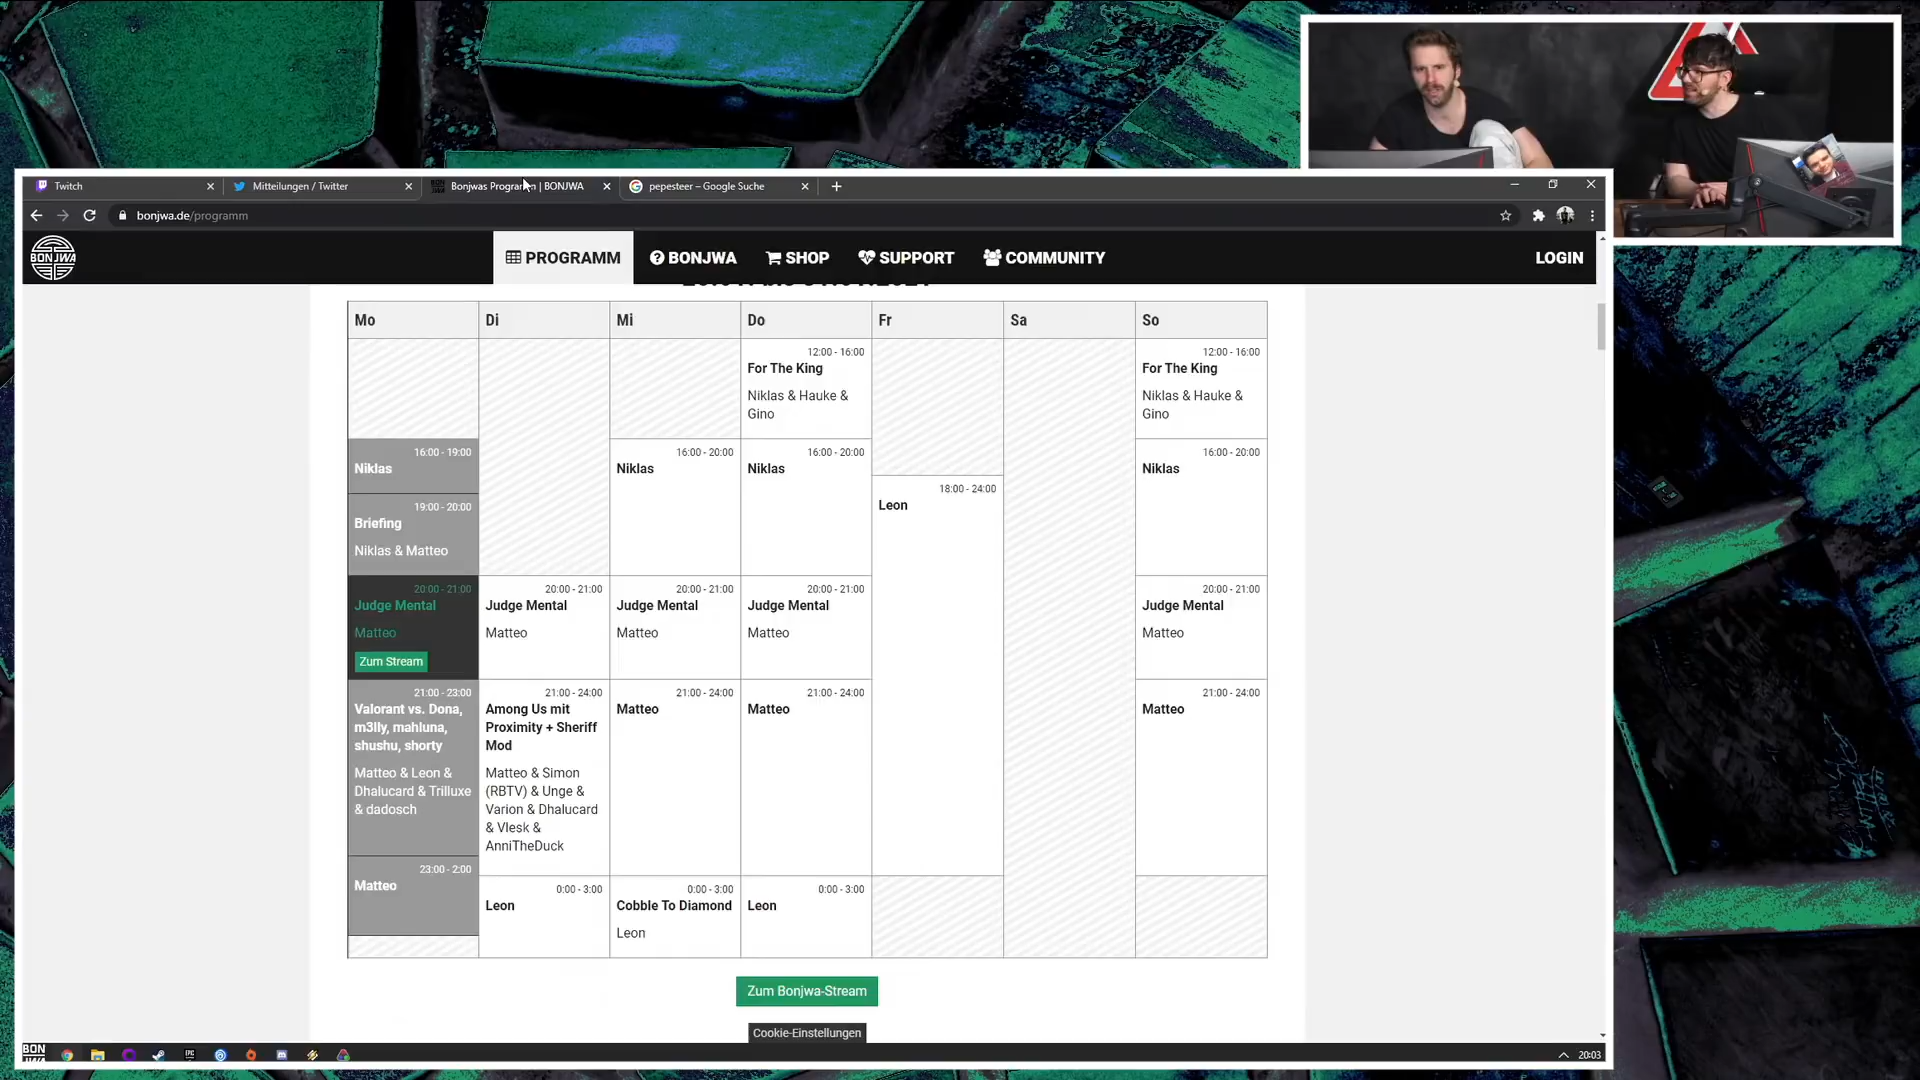 Twitch
Mitteilungen / Twitter
Bonjwas Programm | BONJWA
pepesteer – Google Suche
bonjwa.de/programm
BONJWA
PROGRAMM
BONJWA
SHOP
SUPPORT
COMMUNITY
LOGIN
Mo
Di
Mi
Do
Fr
Sa
So
12:00 - 16:00
For The King
Niklas & Hauke &
Gino
12:00 - 16:00
For The King
Niklas & Hauke &
Gino
16:00 - 19:00
Niklas
16:00 - 20:00
Niklas
16:00 - 20:00
Niklas
16:00 - 20:00
Niklas
18:00 - 24:00
Leon
19:00 - 20:00
Briefing
Niklas & Matteo
20:00 - 21:00
Judge Mental
Matteo
Zum Stream
20:00 - 21:00
Judge Mental
Matteo
20:00 - 21:00
Judge Mental
Matteo
20:00 - 21:00
Judge Mental
Matteo
20:00 - 21:00
Judge Mental
Matteo
21:00 - 23:00
Valorant vs. Dona,
m3lly, mahluna,
shushu, shorty
Matteo & Leon &
Dhalucard & Trilluxe
& dadosch
21:00 - 24:00
Among Us mit
Proximity + Sheriff
Mod
Matteo & Simon
(RBTV) & Unge &
Varion & Dhalucard
& Vlesk &
AnniTheDuck
21:00 - 24:00
Matteo
21:00 - 24:00
Matteo
21:00 - 24:00
Matteo
23:00 - 2:00
Matteo
0:00 - 3:00
Leon
0:00 - 3:00
Cobble To Diamond
Leon
0:00 - 3:00
Leon
Zum Bonjwa-Stream
Cookie-Einstellungen
BON
JWA
20:03